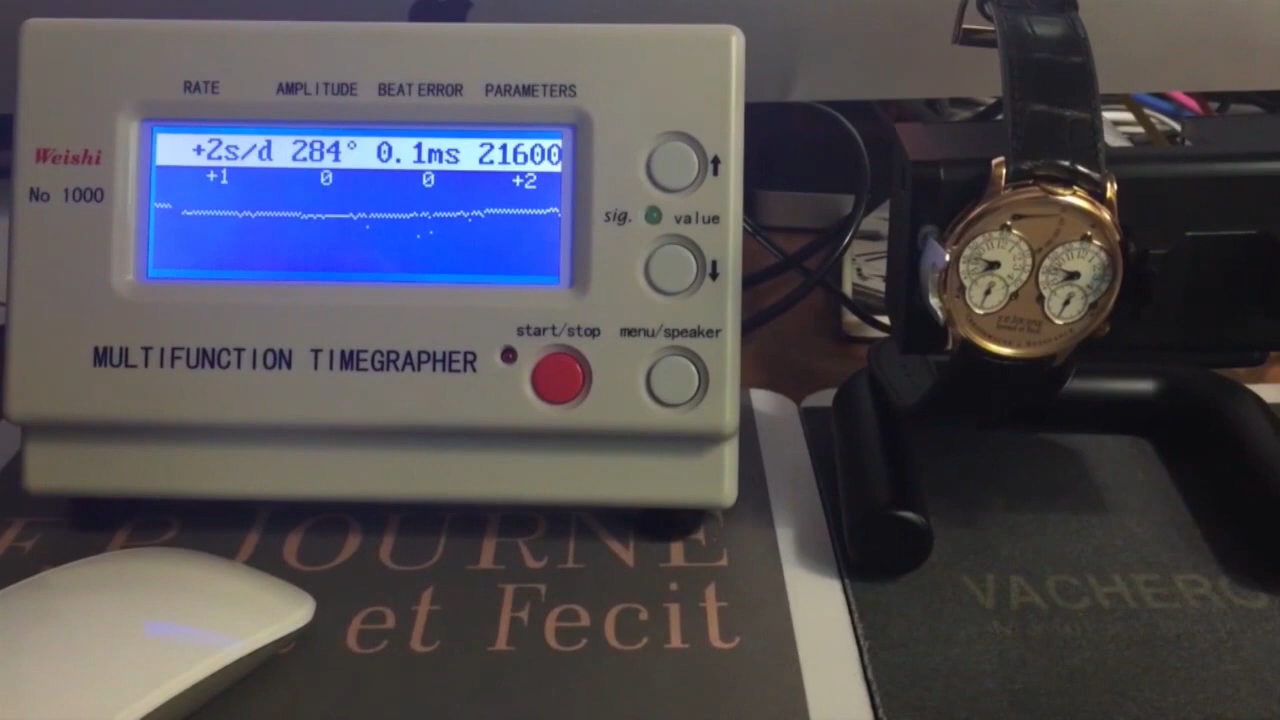 RATE AMPLITUDE BEAT ERROR PARAMETERS
+2s/d 284° 0.1ms 21600
+1 0 0 +2
Weishi
No 1000
sig. value
start/stop menu/speaker
MULTIFUNCTION TIMEGRAPHER
F.P. JOURNE
et Fecit
VACHERO